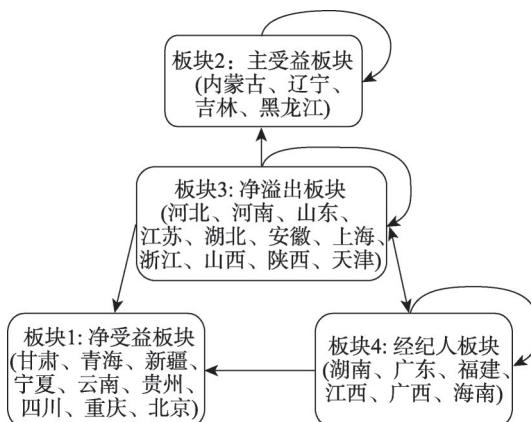 板块2：主受益板块
(内蒙古、辽宁、
吉林、黑龙江)
板块3: 净溢出板块
(河北、河南、山东、
江苏、湖北、安徽、上海、
浙江、山西、陕西、天津)
板块1: 净受益板块
(甘肃、青海、新疆、
宁夏、云南、贵州、
四川、重庆、北京)
板块4: 经纪人板块
(湖南、广东、福建、
江西、广西、海南)